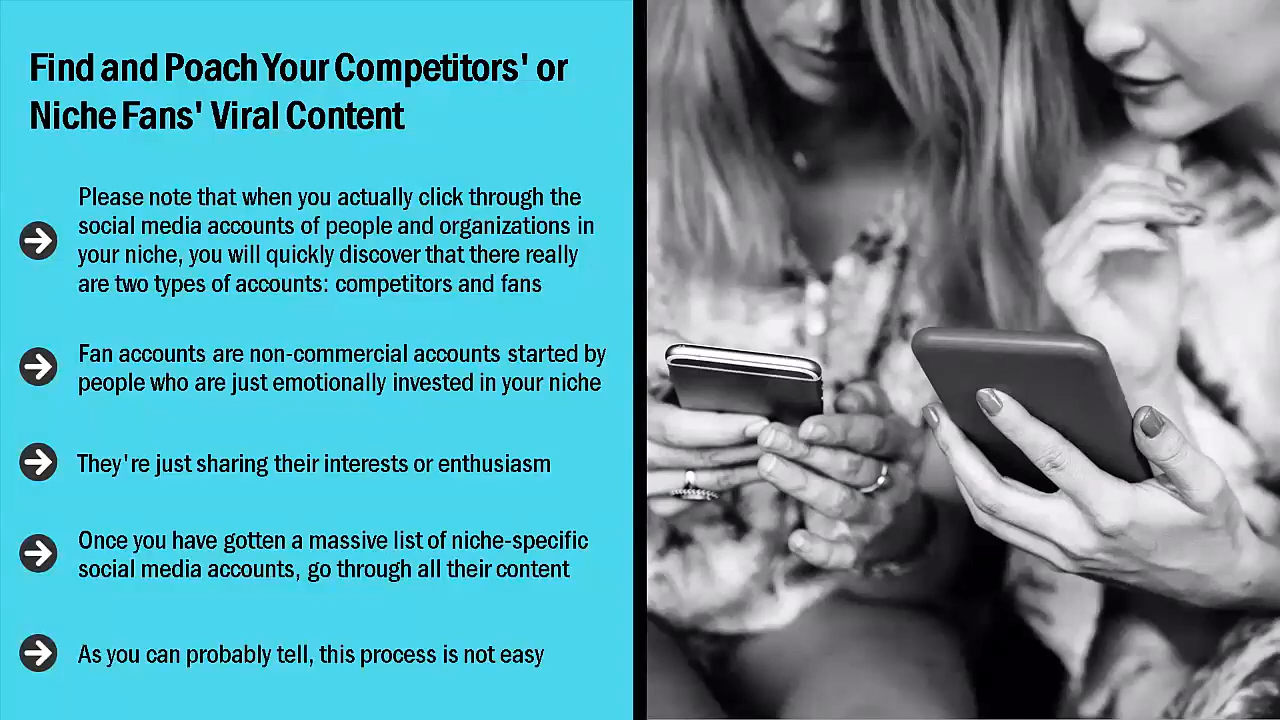 Find and Poach Your Competitors' or
Niche Fans' Viral Content
Please note that when you actually click through the
social media accounts of people and organizations in
your niche, you will quickly discover that there really
are two types of accounts: competitors and fans
Fan accounts are non-commercial accounts started by
people who are just emotionally invested in your niche
They're just sharing their interests or enthusiasm
Once you have gotten a massive list of niche-specific
social media accounts, go through all their content
As you can probably tell, this process is not easy